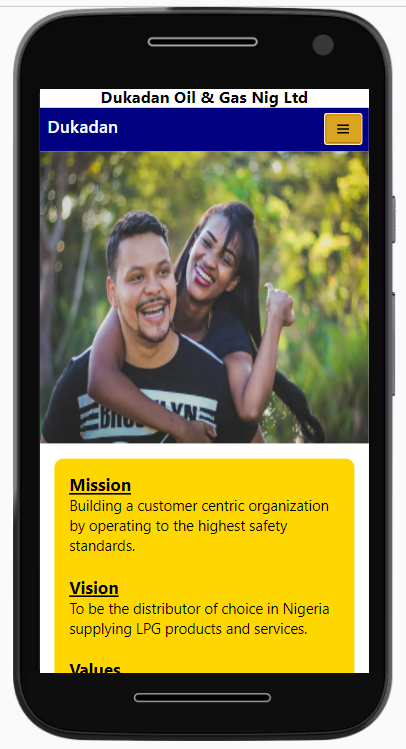 Dukadan Oil & Gas Nig Ltd
Dukadan
BROOKLYN
Mission
Building a customer centric organization
by operating to the highest safety
standards.
Vision
To be the distributor of choice in Nigeria
supplying LPG products and services.
Values